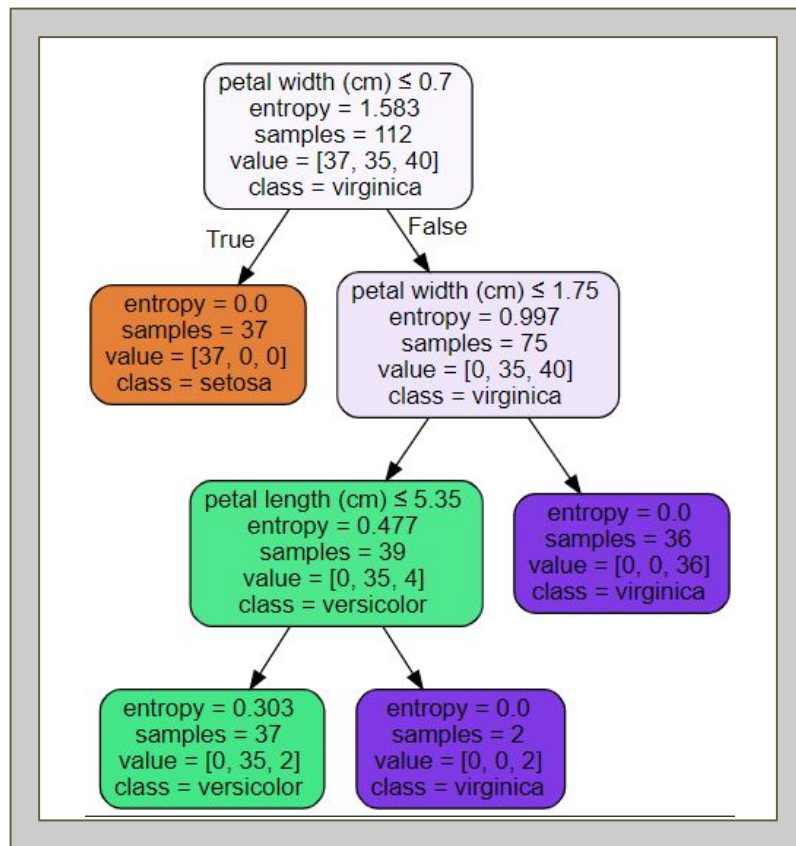 petal width (cm) ≤ 0.7
entropy = 1.583
samples = 112
value = [37, 35, 40]
class = virginica
True
False
entropy = 0.0
samples = 37
value = [37, 0, 0]
class = setosa
petal width (cm) ≤ 1.75
entropy = 0.997
samples = 75
value = [0, 35, 40]
class = virginica
petal length (cm) ≤ 5.35
entropy = 0.477
samples = 39
value = [0, 35, 4]
class = versicolor
entropy = 0.0
samples = 36
value = [0, 0, 36]
class = virginica
entropy = 0.303
samples = 37
value = [0, 35, 2]
class = versicolor
entropy = 0.0
samples = 2
value = [0, 0, 2]
class = virginica